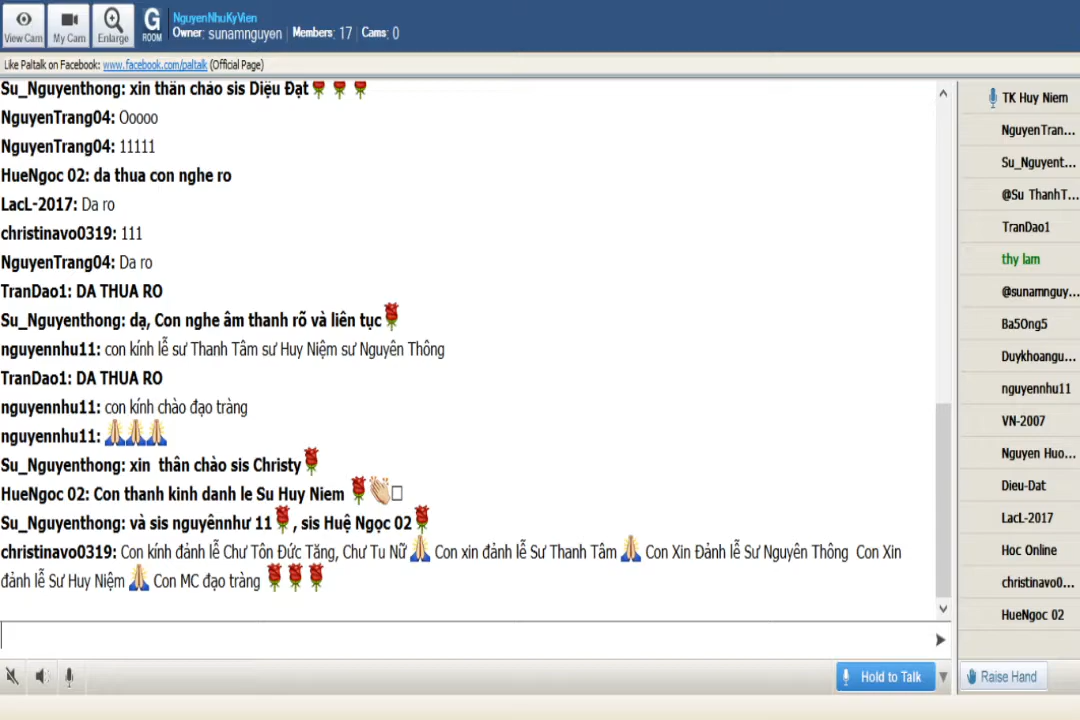 View Cam
My Cam
Enlarge
G
ROOM
NguyenNhuKyVien
Owner: sunamnguyen | Members: 17 | Cams: 0
Like Paltalk on Facebook: www.facebook.com/paltalk (Official Page)
Su_Nguyenthong: xin thân chào sis Diệu Đạt
NguyenTrang04: Ooooo
NguyenTrang04: 11111
HueNgoc 02: da thua con nghe ro
LacL-2017: Da ro
christinavo0319: 111
NguyenTrang04: Da ro
TranDao1: DA THUA RO
Su_Nguyenthong: dạ, Con nghe âm thanh rõ và liên tục
nguyennhu11: con kính lễ sư Thanh Tâm sư Huy Niệm sư Nguyên Thông
TranDao1: DA THUA RO
nguyennhu11: con kính chào đạo tràng
nguyennhu11:
Su_Nguyenthong: xin thân chào sis Christy
HueNgoc 02: Con thanh kinh danh le Su Huy Niem
Su_Nguyenthong: và sis nguyênnhư 11 , sis Huệ Ngọc 02
christinavo0319: Con kính đảnh lễ Chư Tôn Đức Tăng, Chư Tu Nữ Con xin đảnh lễ Sư Thanh Tâm Con Xin Đảnh lễ Sư Nguyên Thông Con Xin
đảnh lễ Sư Huy Niệm Con MC đạo tràng
Hold to Talk
TK Huy Niem
NguyenTran...
Su_Nguyent...
@Su ThanhT...
TranDao1
thy lam
@sunamnguy...
Ba5Ong5
Duykhoangu...
nguyennhu11
VN-2007
Nguyen Huo...
Dieu-Dat
LacL-2017
Hoc Online
christinavo0...
HueNgoc 02
Raise Hand